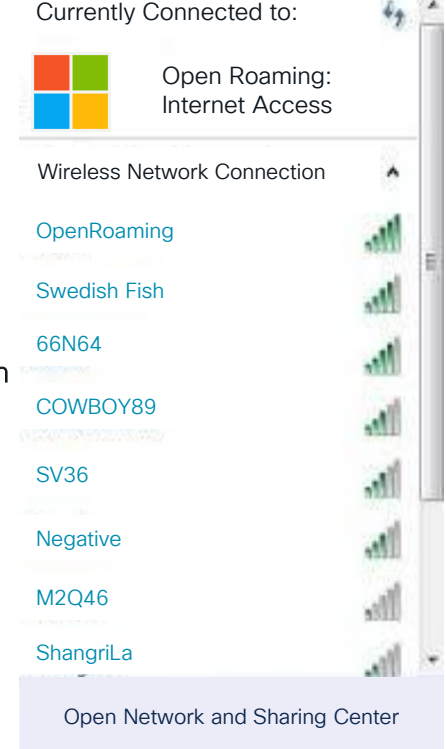 Currently Connected to:
Open Roaming:
Internet Access
Wireless Network Connection
OpenRoaming
Swedish Fish
66N64
n
COWBOY89
SV36
Negative
M2Q46
ShangriLa
Open Network and Sharing Center